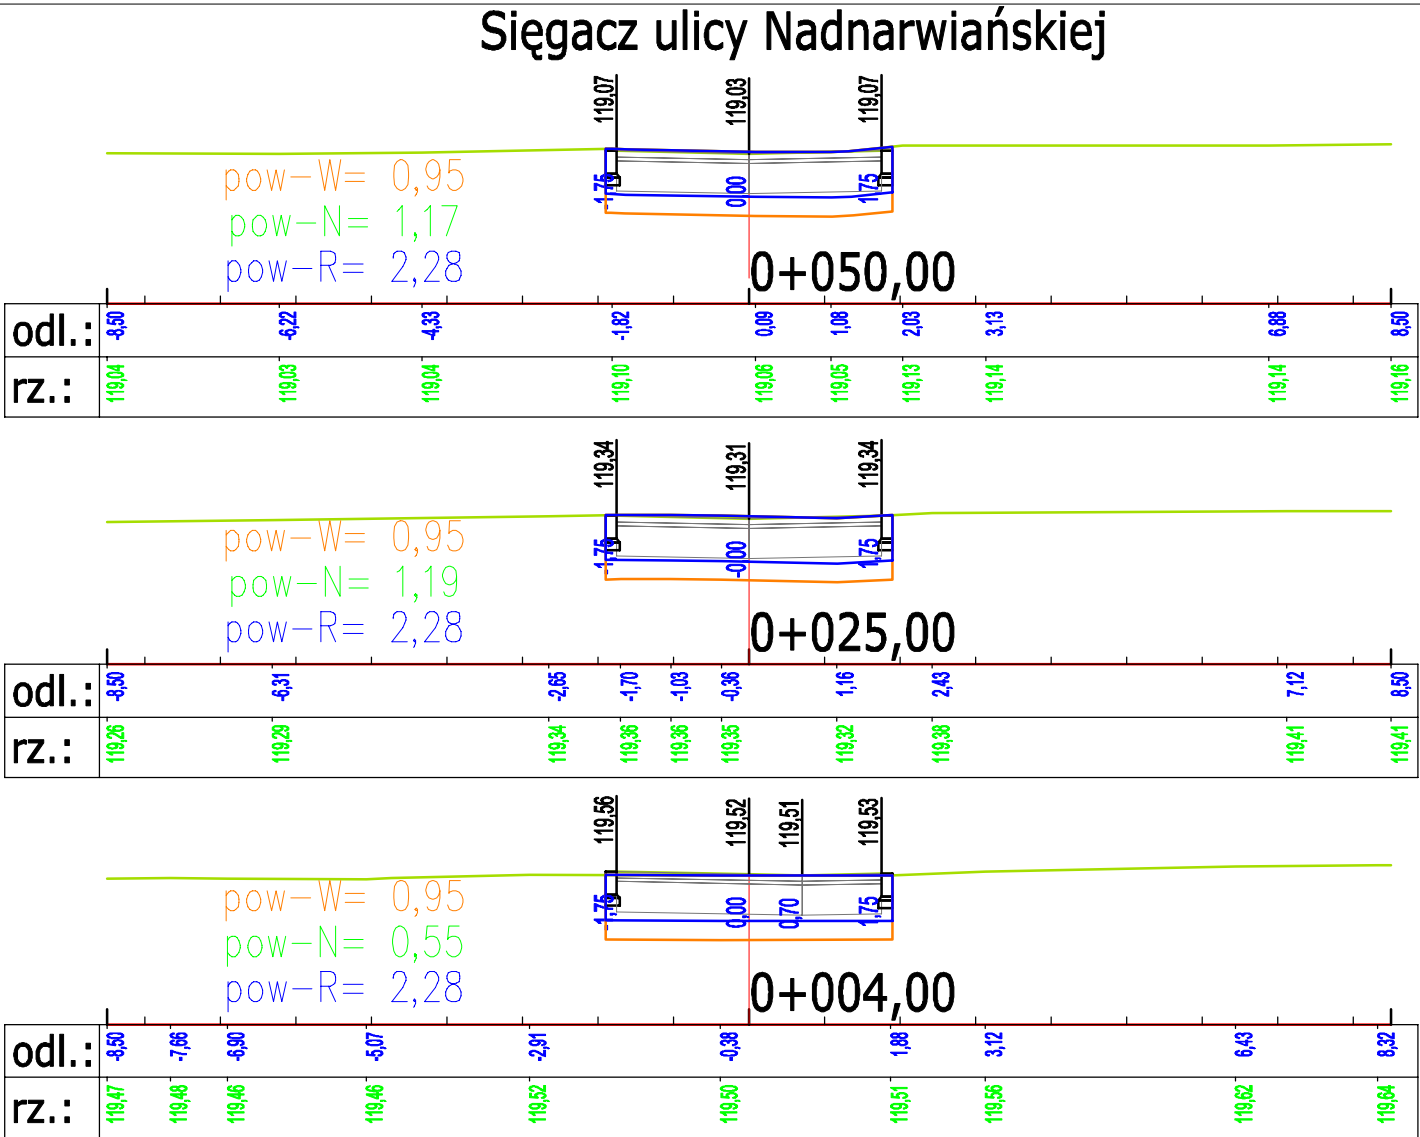 Sięgacz ulicy Nadnarwiańskiej
119,07 119,03 119,07
pow-W= 0,95
pow-N= 1,17
pow-R= 2,28
-1,75 0,00 1,75
0+050,00
odl.: -8,50 -6,22 -4,33 -1,82 0,09 1,08 2,03 3,13 6,88 8,50
rz.: 119,04 119,03 119,04 119,10 119,06 119,05 119,13 119,14 119,14 119,16
119,34 119,31 119,34
pow-W= 0,95
pow-N= 1,19
pow-R= 2,28
-1,75 -0,00 1,75
0+025,00
odl.: -8,50 -6,31 -2,65 -1,70 -1,03 -0,36 1,16 2,43 7,12 8,50
rz.: 119,26 119,29 119,34 119,36 119,36 119,35 119,32 119,38 119,41 119,41
119,56 119,52 119,51 119,53
pow-W= 0,95
pow-N= 0,55
pow-R= 2,28
-1,75 0,00 0,70 1,75
0+004,00
odl.: -8,50 -7,66 -6,90 -5,07 -2,91 -0,38 1,88 3,12 6,43 8,32
rz.: 119,47 119,48 119,46 119,46 119,52 119,50 119,51 119,56 119,62 119,64